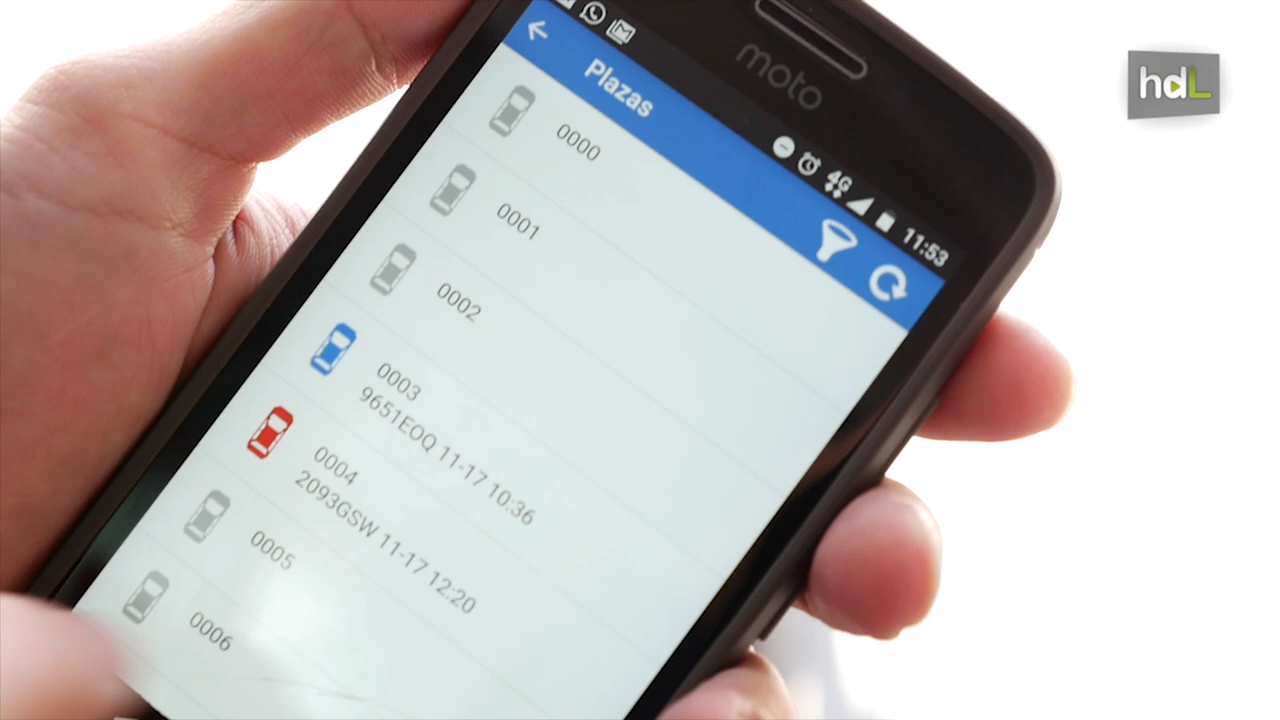 moto
4G
11:53
Plazas
0000
0001
0002
0003
9651EOQ 11-17 10:36
0004
2093GSW 11-17 12:20
0005
0006
hdL